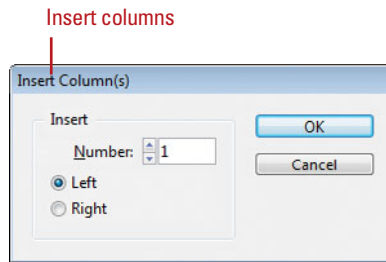 Insert columns
Insert Column(s)
Insert
Number: 1
Left
Right
OK
Cancel